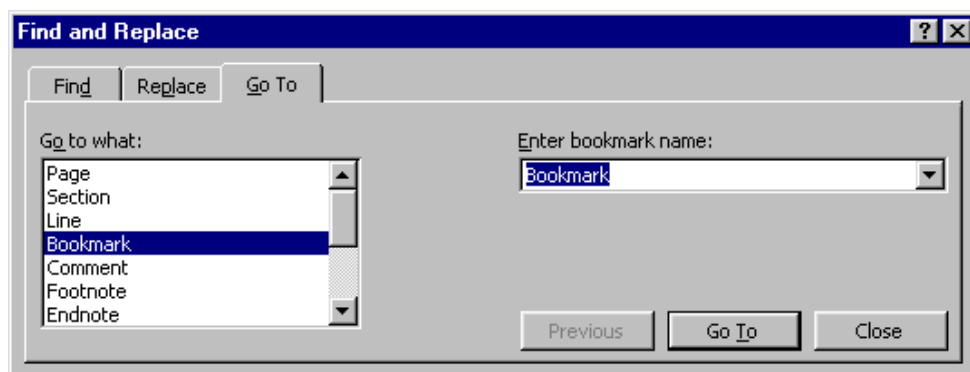 Find and Replace
Find Replace Go To
Go to what:
Page
Section
Line
Bookmark
Comment
Footnote
Endnote
Enter bookmark name:
Bookmark
Previous Go To Close